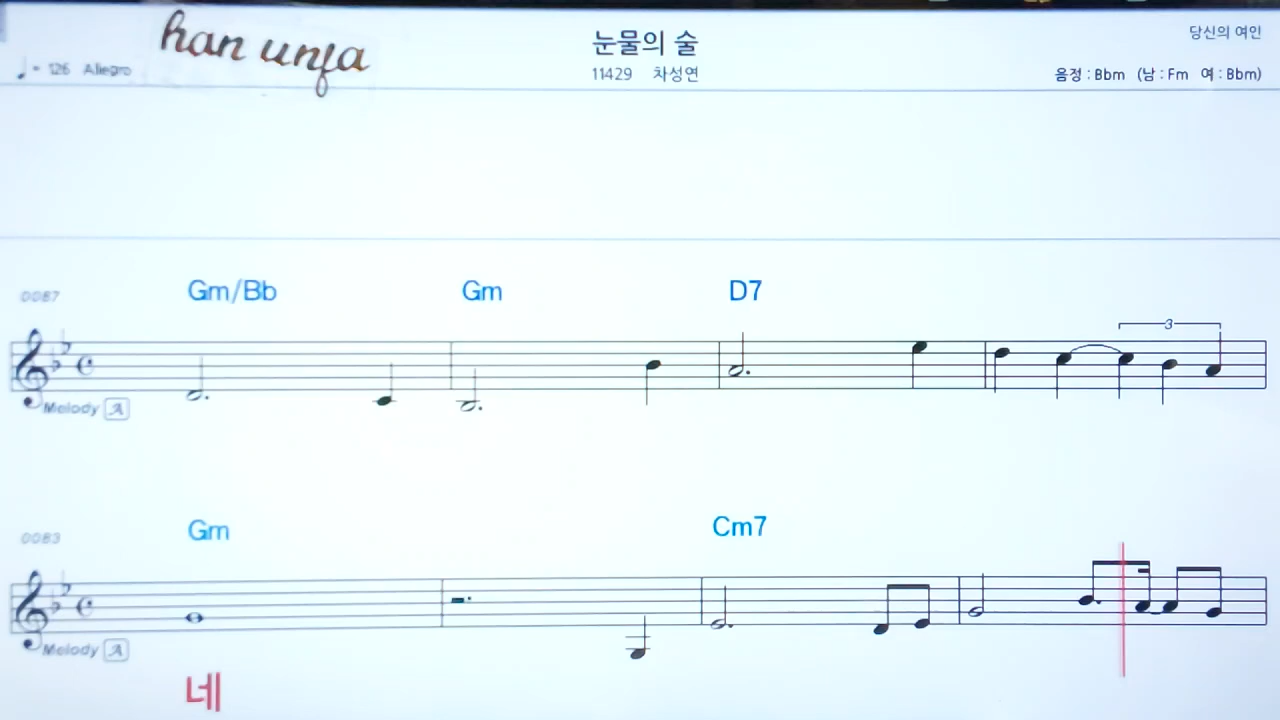 han unja
눈물의 술
당신의 여인
♩= 126 Allegro
11429 차성연
음정 : Bbm (남 : Fm 여 : Bbm)
0087
Gm/Bb Gm D7
3
Melody A
0083
Gm Cm7
Melody A
네